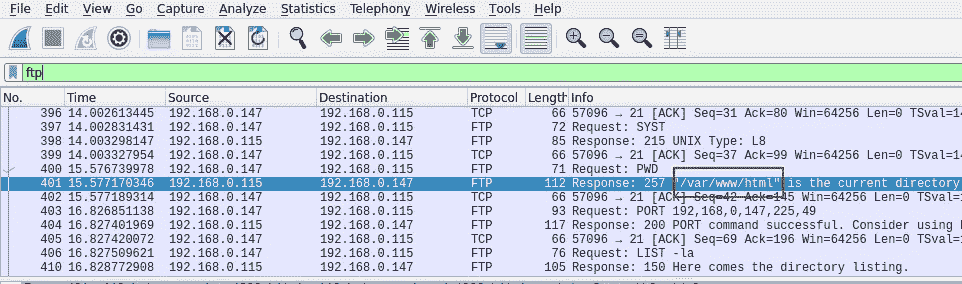 File Edit View Go Capture Analyze Statistics Telephony Wireless Tools Help
ftp
No. Time Source Destination Protocol Length Info
396 14.002613445 192.168.0.147 192.168.0.115 TCP 66 57096 → 21 [ACK] Seq=31 Ack=80 Win=64256 Len=0 TSval=14
397 14.002831431 192.168.0.147 192.168.0.115 FTP 72 Request: SYST
398 14.003298147 192.168.0.115 192.168.0.147 FTP 85 Response: 215 UNIX Type: L8
399 14.003327954 192.168.0.147 192.168.0.115 TCP 66 57096 → 21 [ACK] Seq=37 Ack=99 Win=64256 Len=0 TSval=14
400 15.576739978 192.168.0.147 192.168.0.115 FTP 71 Request: PWD
401 15.577170346 192.168.0.115 192.168.0.147 FTP 112 Response: 257 "/var/www/html" is the current directory
402 15.577189314 192.168.0.147 192.168.0.115 TCP 66 57096 → 21 [ACK] Seq=42 Ack=145 Win=64256 Len=0 TSval=
403 16.826851138 192.168.0.147 192.168.0.115 FTP 93 Request: PORT 192,168,0,147,225,49
404 16.827401969 192.168.0.115 192.168.0.147 FTP 117 Response: 200 PORT command successful. Consider using
405 16.827420072 192.168.0.147 192.168.0.115 TCP 66 57096 → 21 [ACK] Seq=69 Ack=196 Win=64256 Len=0 TSval=
406 16.827509621 192.168.0.147 192.168.0.115 FTP 76 Request: LIST -la
410 16.828772908 192.168.0.115 192.168.0.147 FTP 105 Response: 150 Here comes the directory listing.